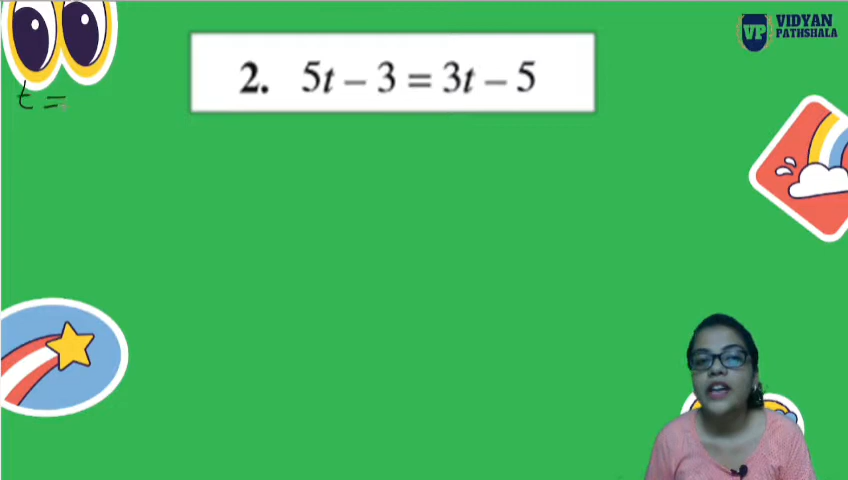 VIDYAN
PATHSHALA
VP
2. 5t – 3 = 3t – 5
t =